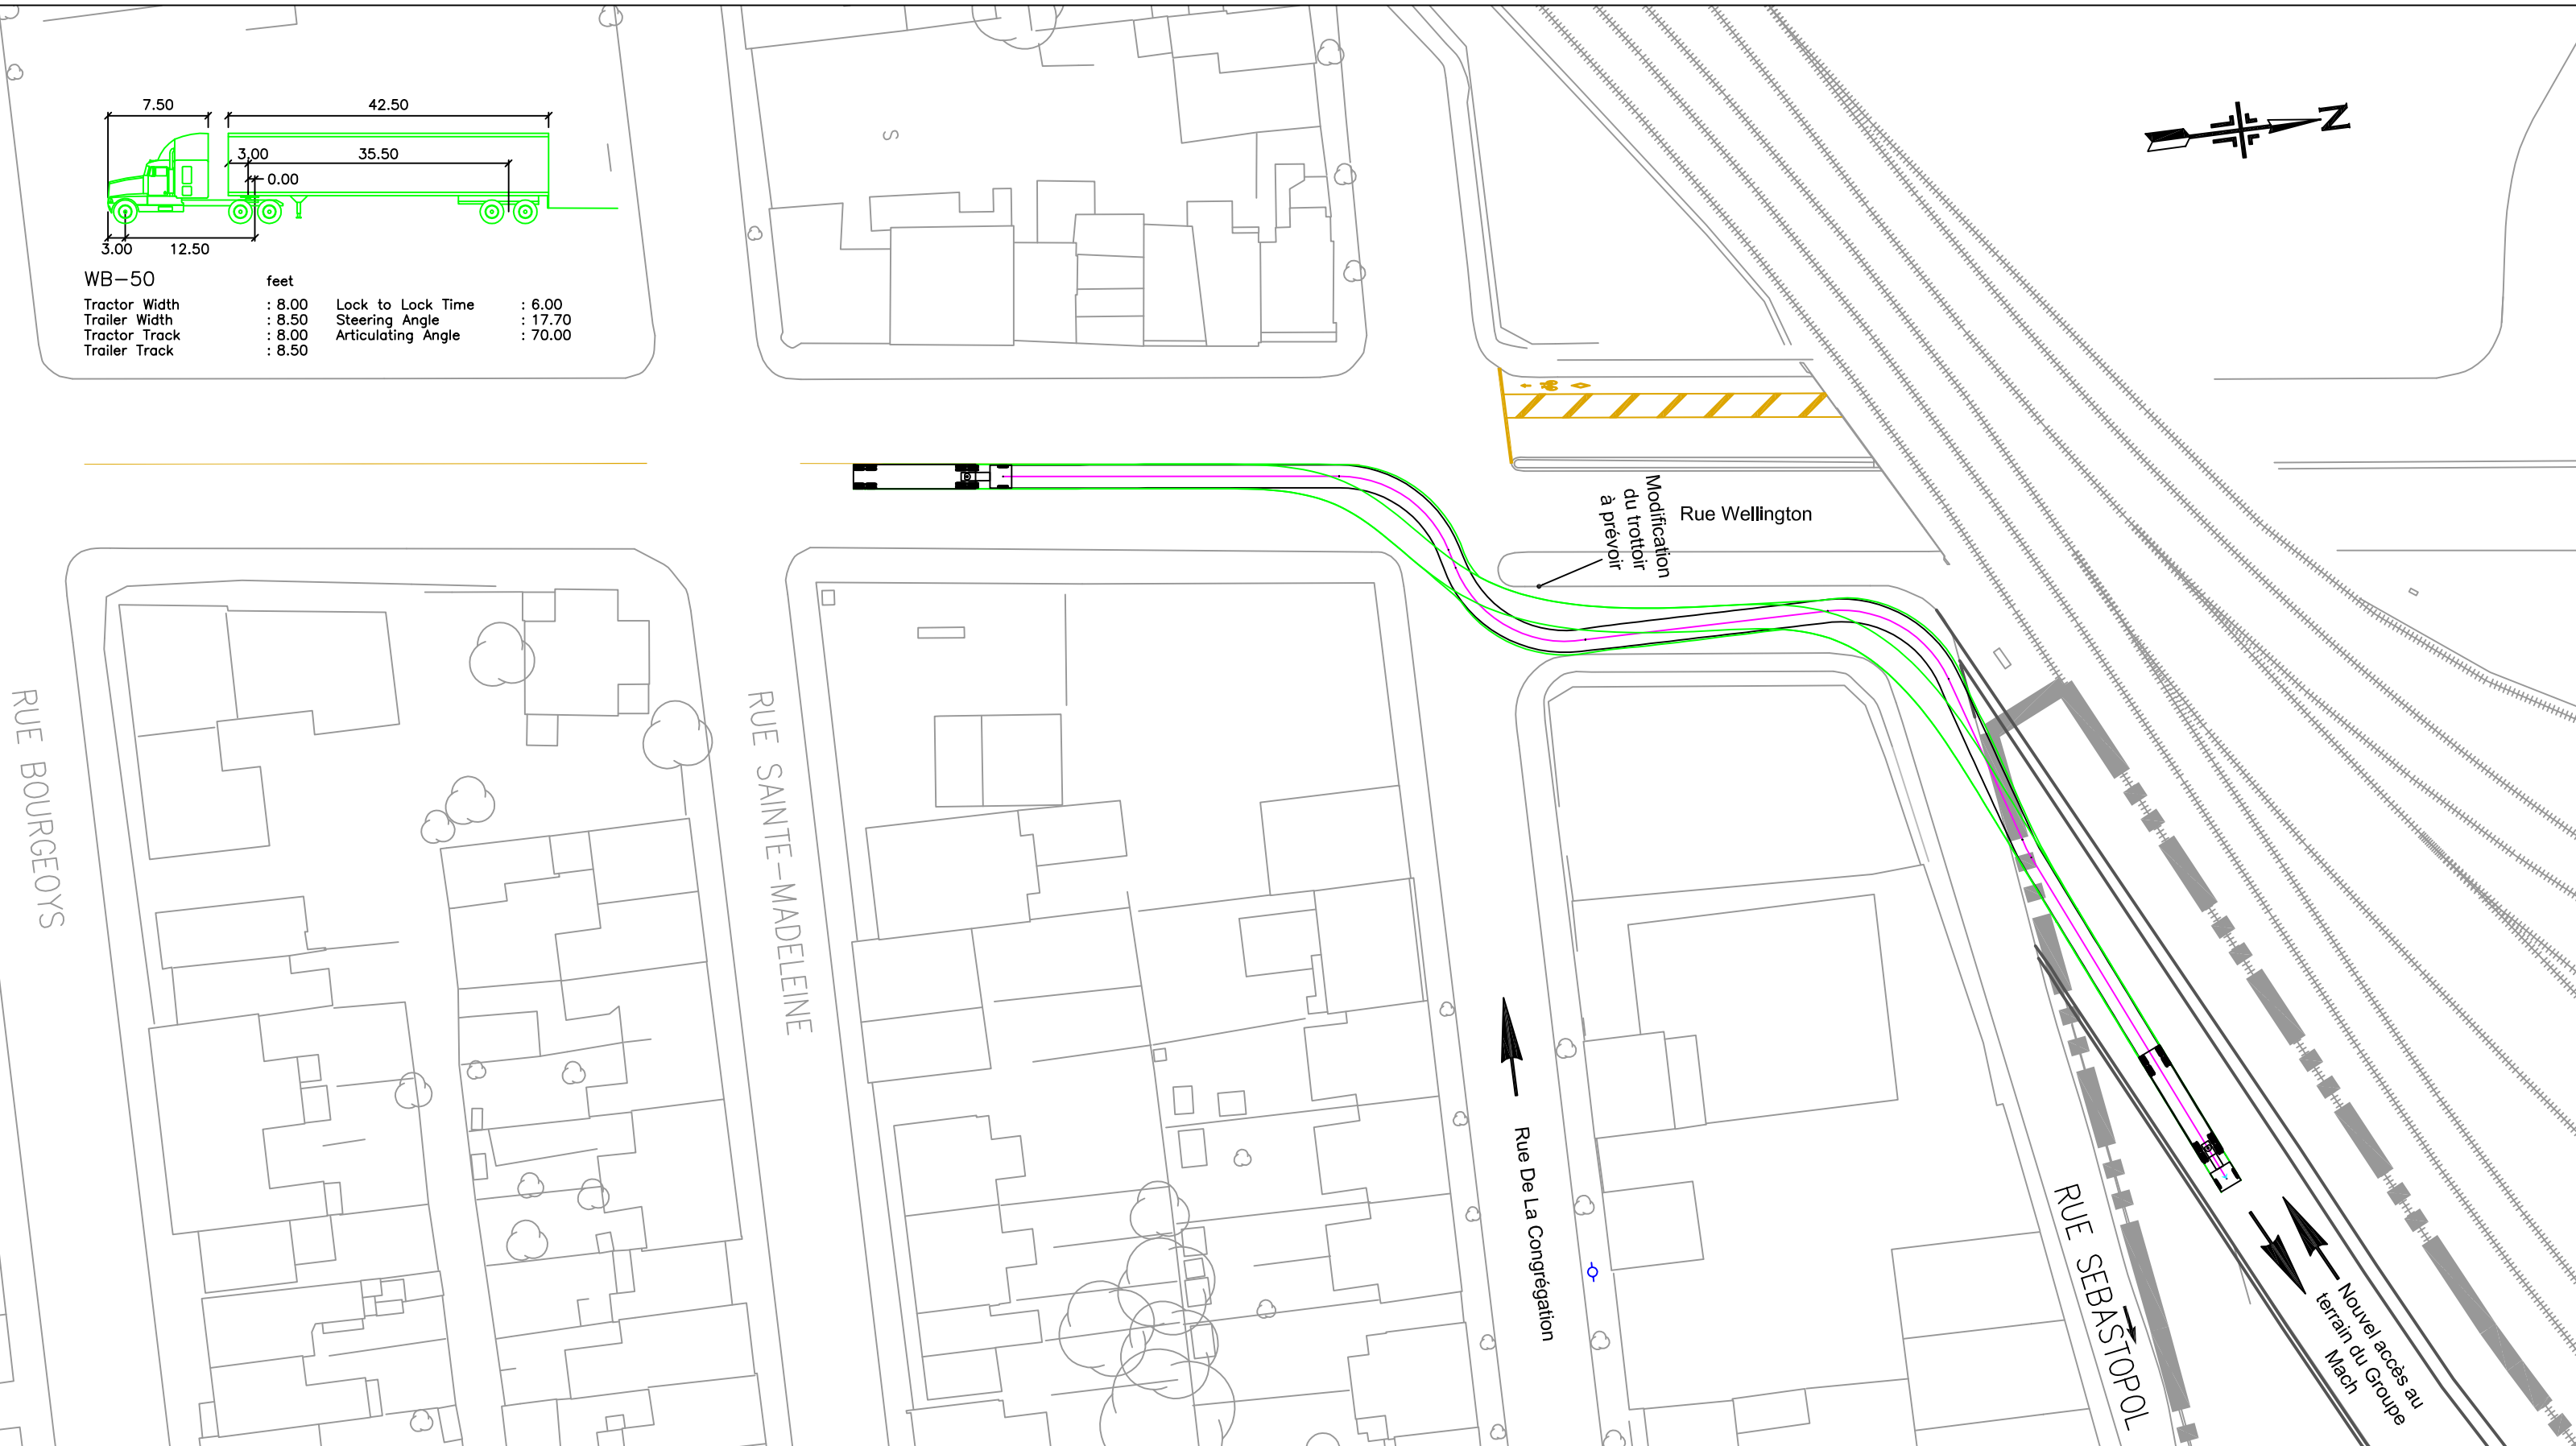 7.50
42.50
3.00
35.50
0.00
3.00
12.50
WB-50 feet
Tractor Width : 8.00 Lock to Lock Time : 6.00
Trailer Width : 8.50 Steering Angle : 17.70
Tractor Track : 8.00 Articulating Angle : 70.00
Trailer Track : 8.50
S
N
Modification
du trottoir
à prévoir
Rue Wellington
RUE BOURGEOYS
RUE SAINTE-MADELEINE
Rue De La Congrégation
RUE SEBASTOPOL
Nouvel accès au
terrain du Groupe
Mach